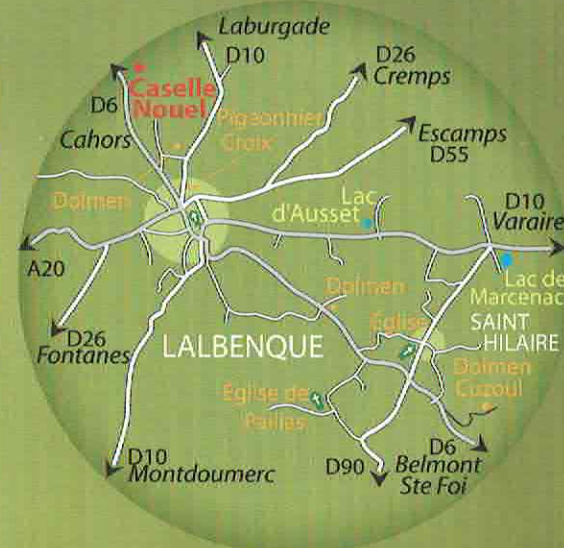 Laburgade
D10
D26
Cremps
Caselle
Nouel
D6
Cahors
Pigeonnier
Croix
Escamps
D55
Dolmen
Lac
d'Ausset
D10
Varaire
A20
Dolmen
Lac de
Marcenac
D26
Fontanes
LALBENQUE
Eglise
SAINT
HILAIRE
Dolmen
Cuzoul
Eglise de
Paillas
D10
Montdoumerc
D90
D6
Belmont
Ste Foi